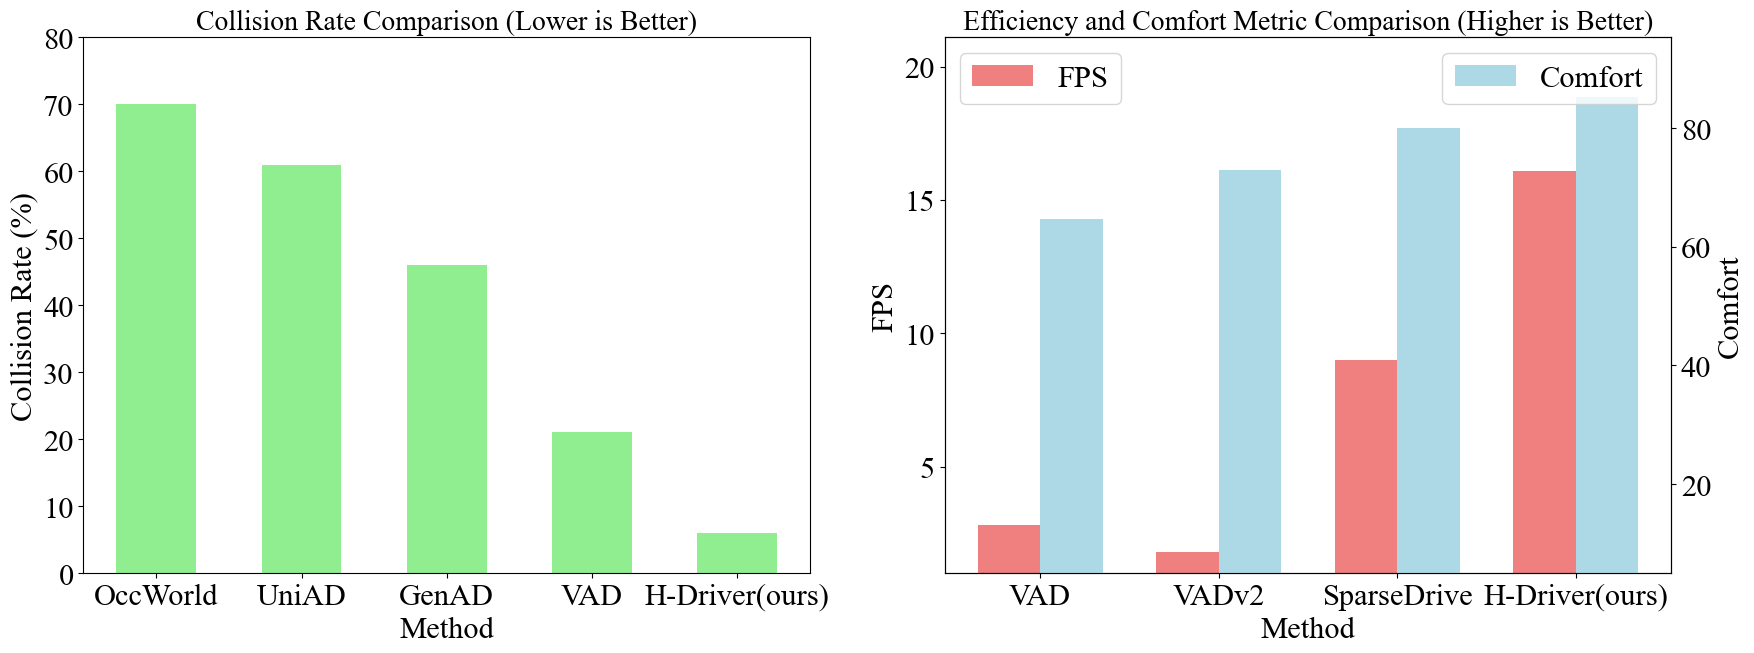 Collision Rate Comparison (Lower is Better)
Collision Rate (%)
80
70
60
50
40
30
20
10
0
OccWorld UniAD GenAD VAD H-Driver(ours)
Method
Efficiency and Comfort Metric Comparison (Higher is Better)
FPS
Comfort
FPS
20
15
10
5
Comfort
80
60
40
20
VAD VADv2 SparseDrive H-Driver(ours)
Method